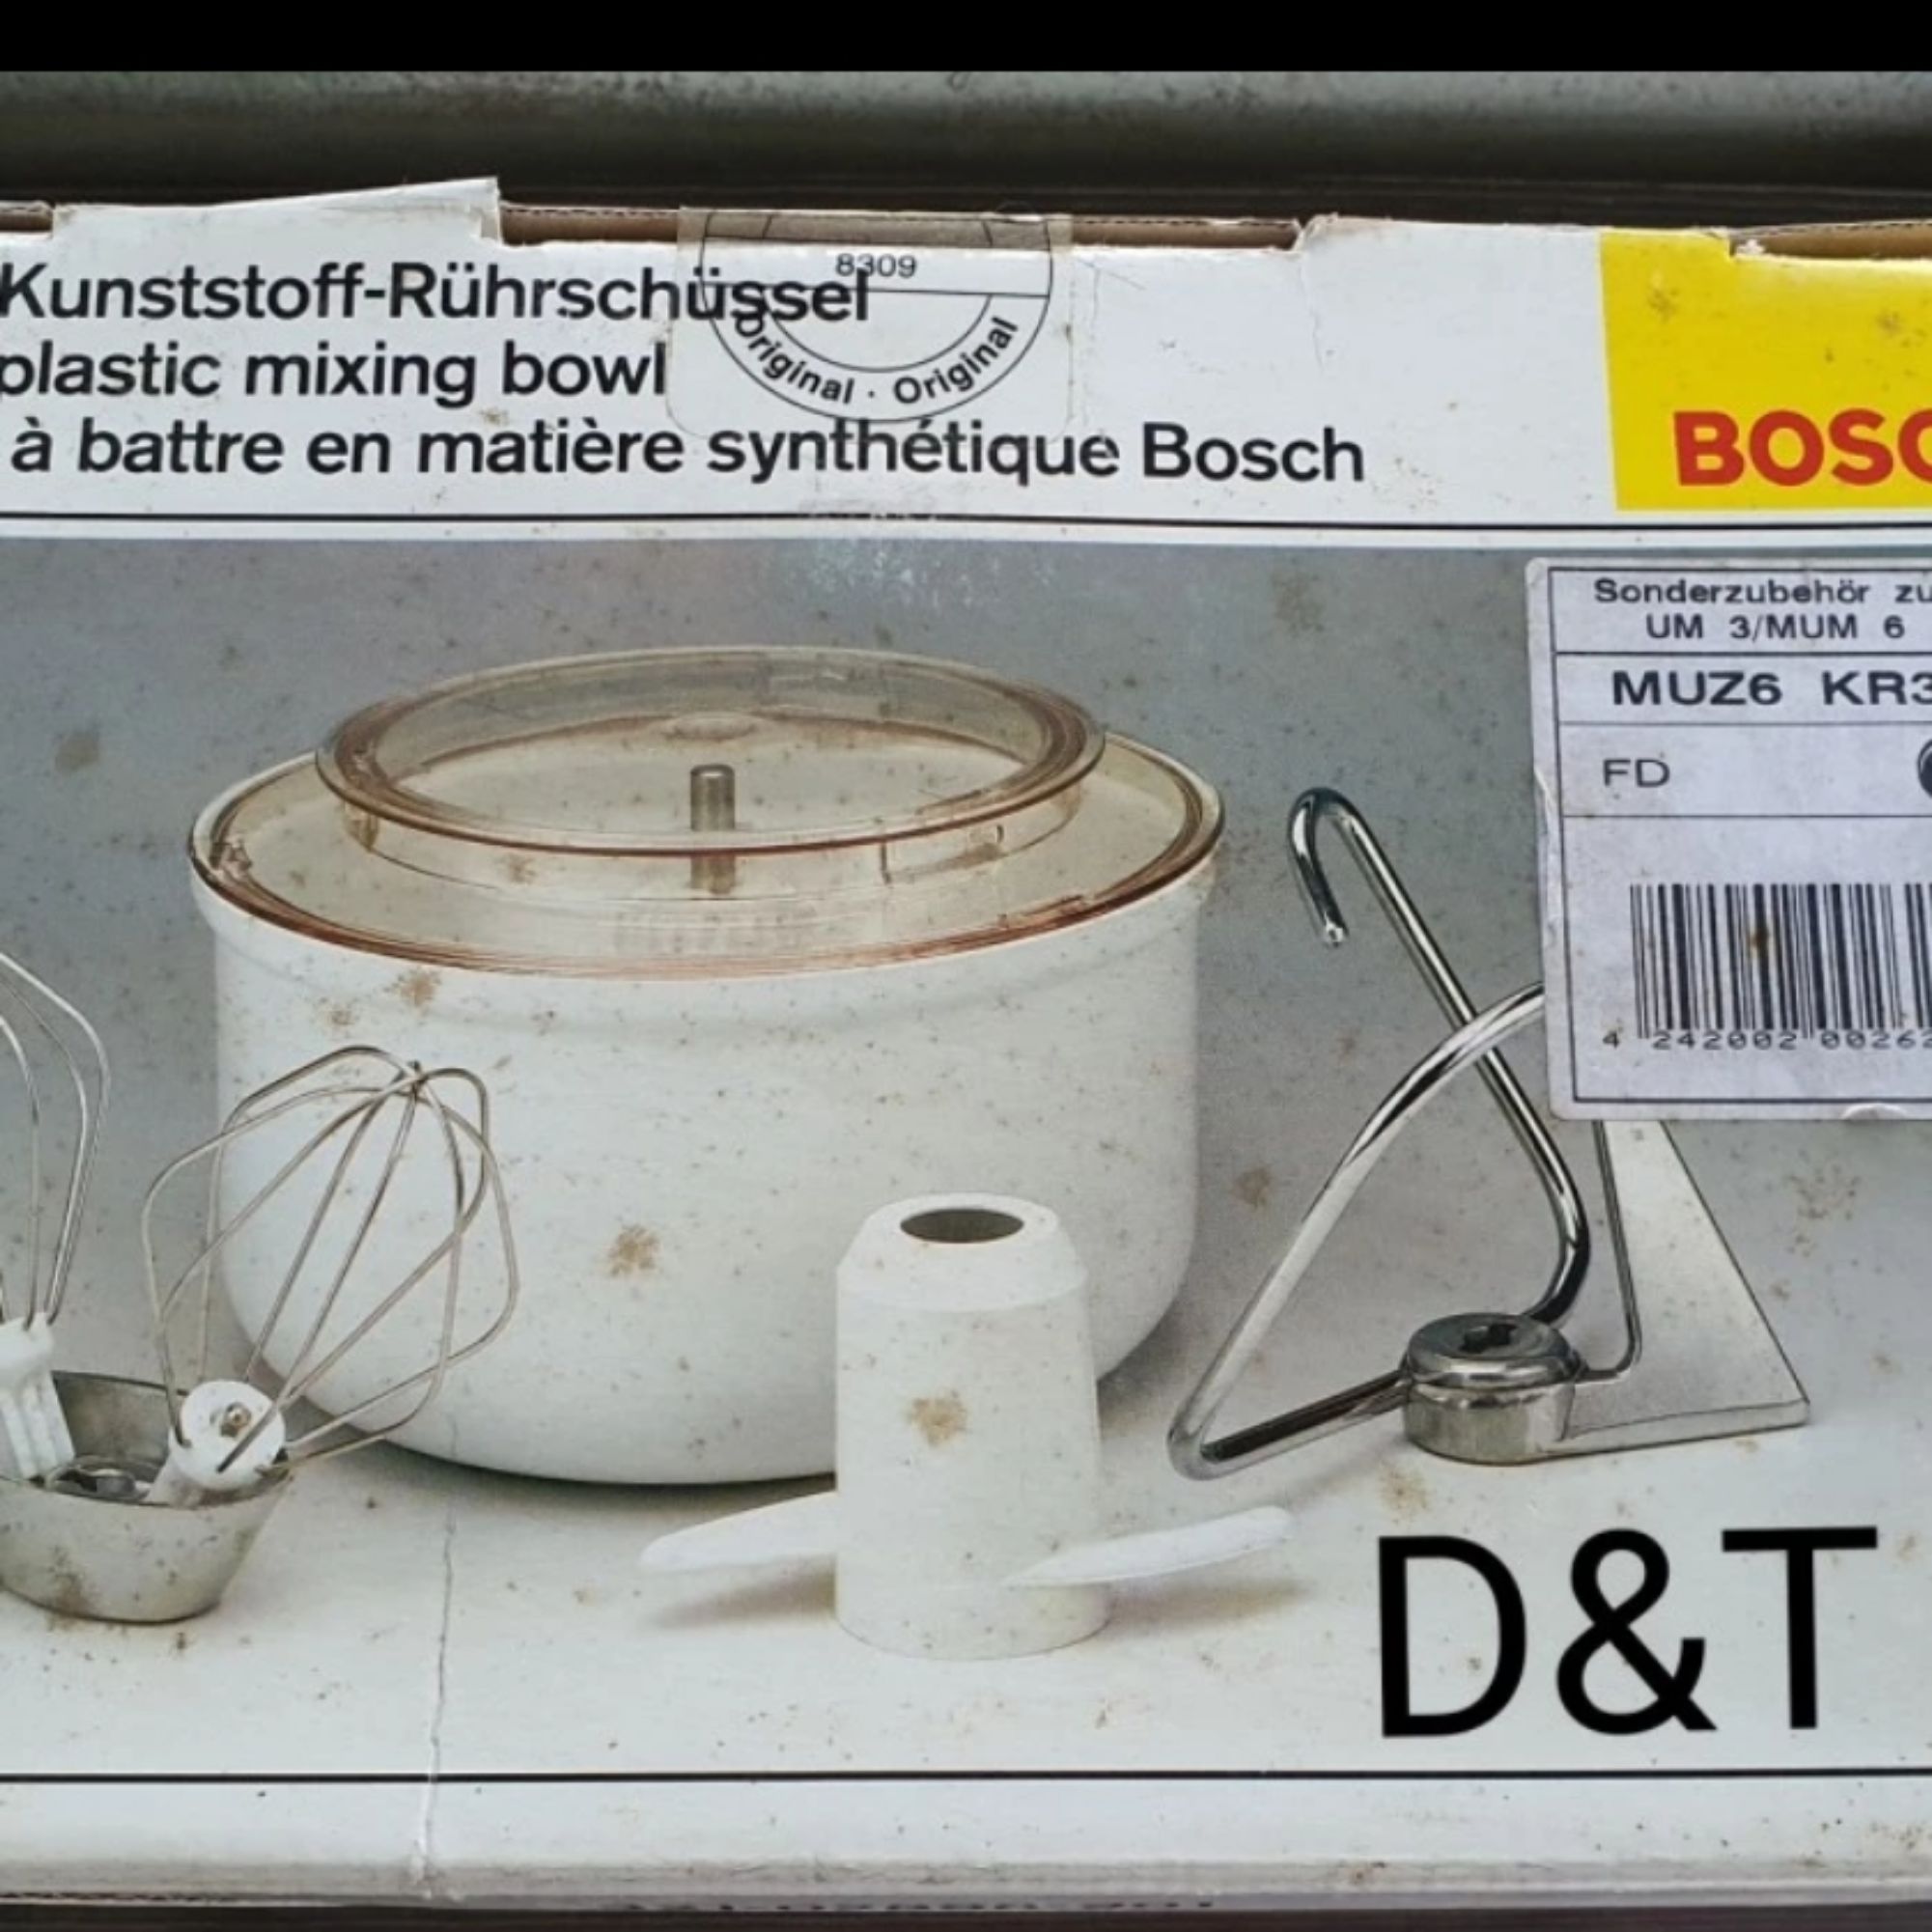 8309
Original · Original
Kunststoff-Rührschüssel
plastic mixing bowl
à battre en matière synthétique Bosch
BOSC
Sonderzubehör zu
UM 3/MUM 6
MUZ6 KR3
FD
4 242002 00262
D&T